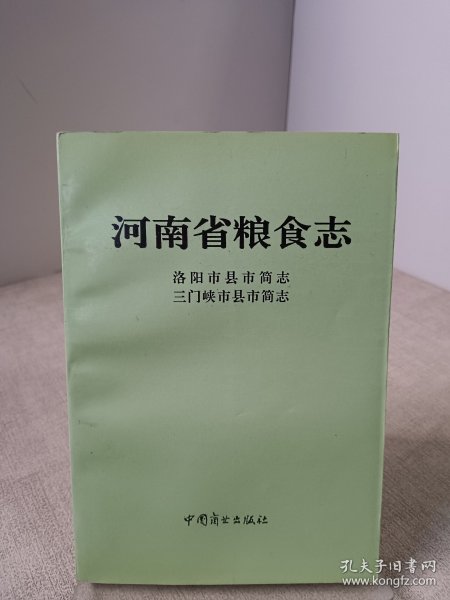 河南省粮食志
洛阳市县市简志
三门峡市县市简志
中国商业出版社
孔夫子旧书网
www.kongfz.com